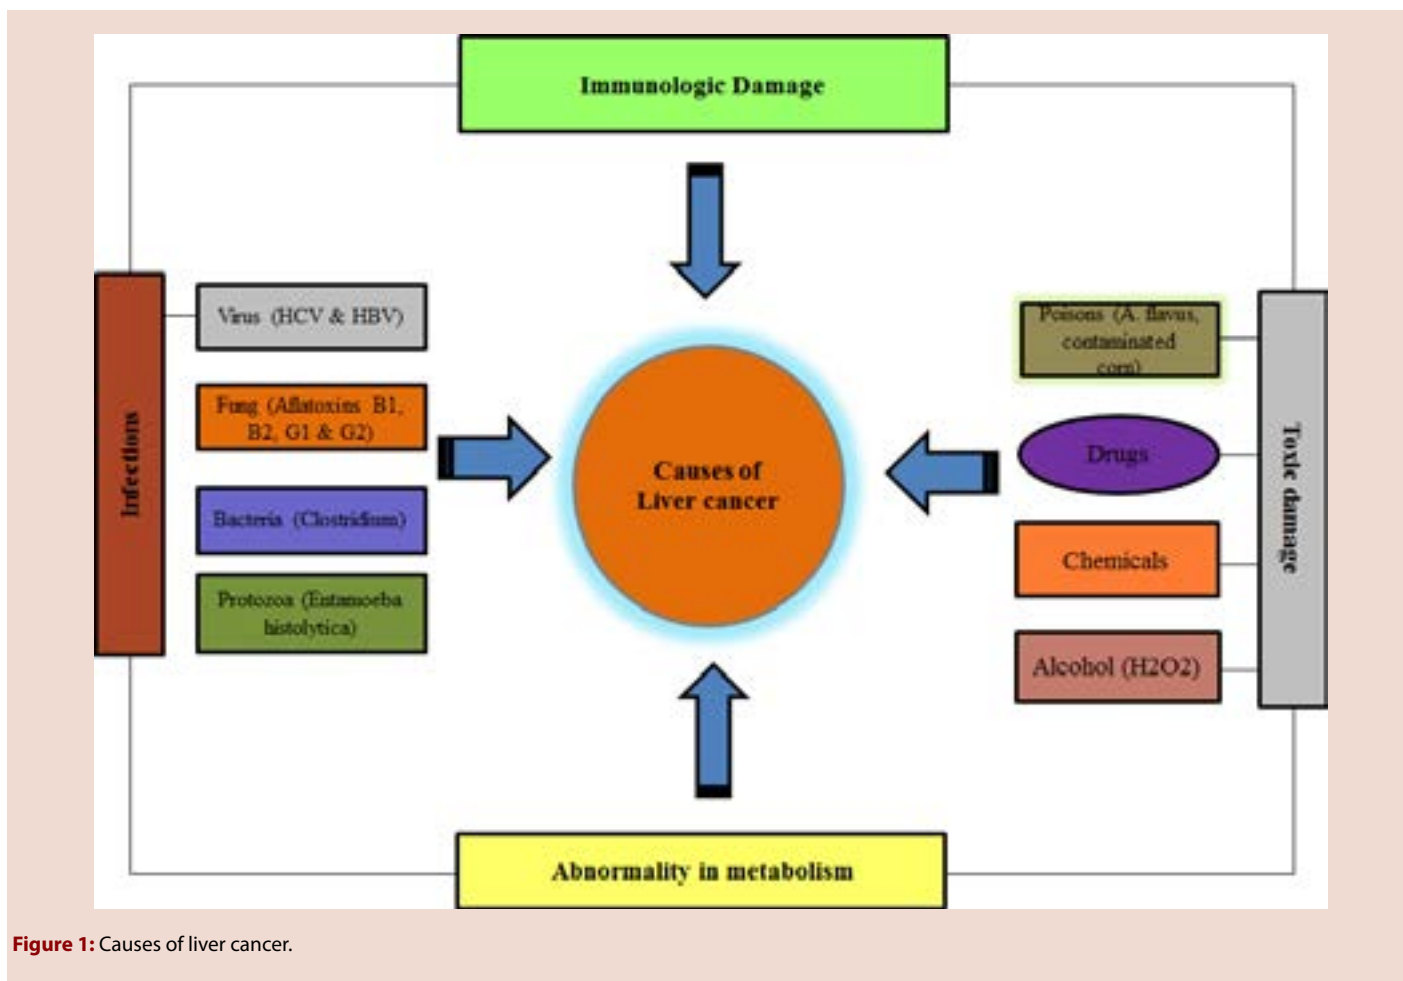 Immunologic Damage
Infections
Virus (HCV & HBV)
Fung (Aflatoxins B1,
B2, G1 & G2)
Bacteria (Clostridium)
Protozoa (Entamoeba
histolytica)
Causes of
Liver cancer
Poisons (A. flavus,
contaminated
corn)
Drugs
Chemicals
Alcohol (H2O2)
Toxic damage
Abnormality in metabolism
Figure 1: Causes of liver cancer.